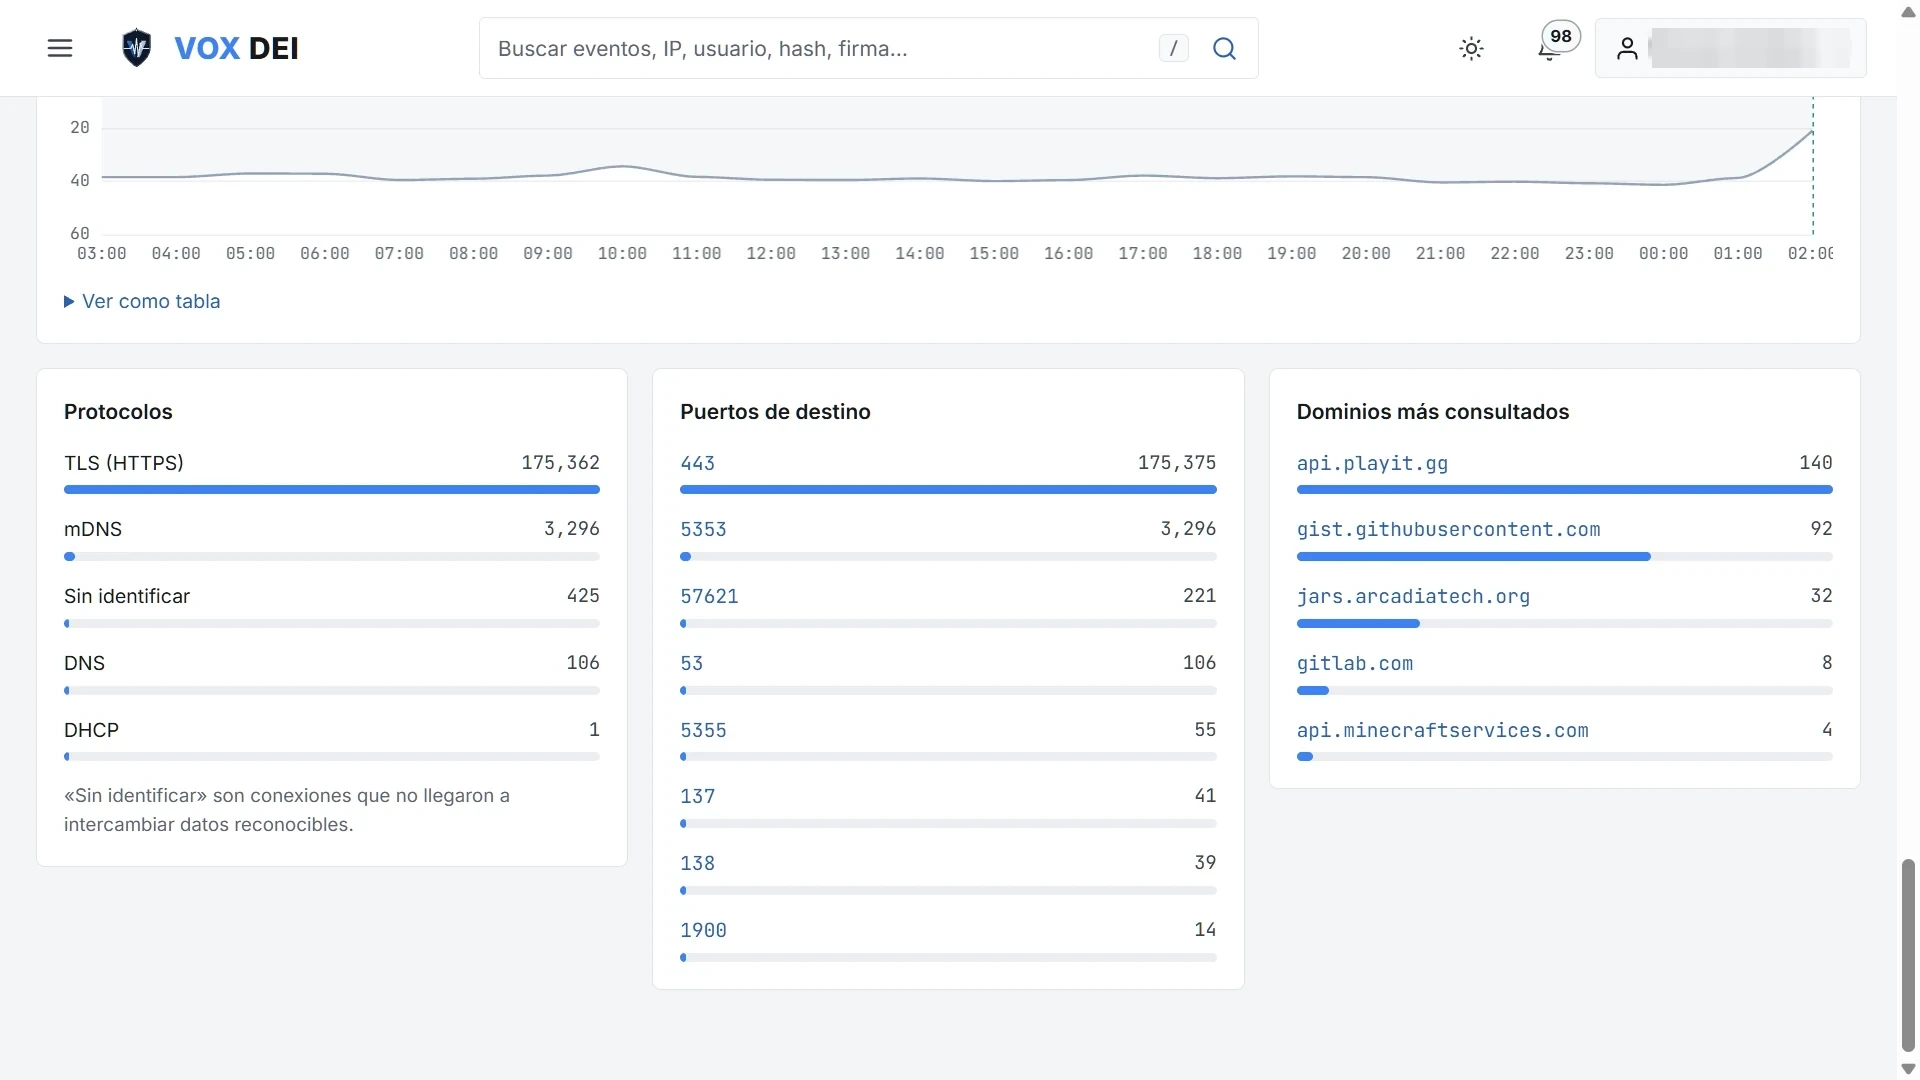 VOX DEI
Buscar eventos, IP, usuario, hash, firma...
/
98
20
40
60
03:00 04:00 05:00 06:00 07:00 08:00 09:00 10:00 11:00 12:00 13:00 14:00 15:00 16:00 17:00 18:00 19:00 20:00 21:00 22:00 23:00 00:00 01:00 02:00
Ver como tabla
Protocolos
TLS (HTTPS) 175,362
mDNS 3,296
Sin identificar 425
DNS 106
DHCP 1
«Sin identificar» son conexiones que no llegaron a
intercambiar datos reconocibles.
Puertos de destino
443 175,375
5353 3,296
57621 221
53 106
5355 55
137 41
138 39
1900 14
Dominios más consultados
api.playit.gg 140
gist.githubusercontent.com 92
jars.arcadiatech.org 32
gitlab.com 8
api.minecraftservices.com 4